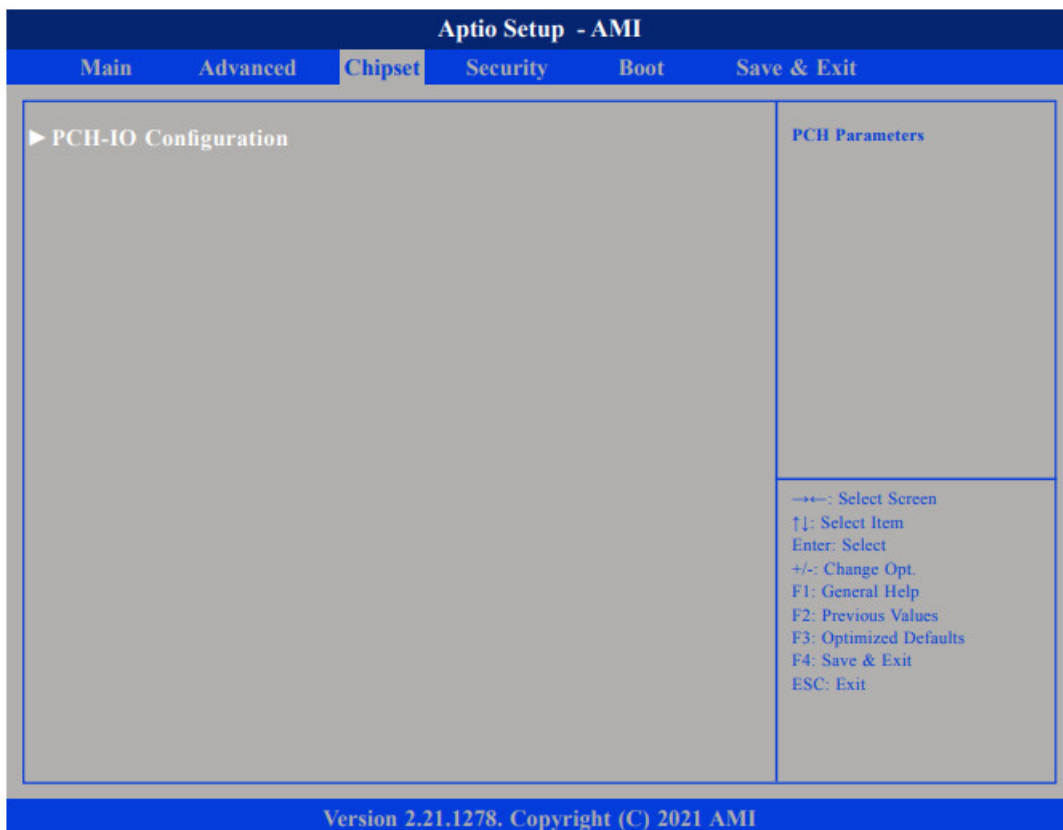 Aptio Setup - AMI
Main Advanced Chipset Security Boot Save & Exit
► PCH-IO Configuration
PCH Parameters
→←: Select Screen
↑↓: Select Item
Enter: Select
+/-: Change Opt.
F1: General Help
F2: Previous Values
F3: Optimized Defaults
F4: Save & Exit
ESC: Exit
Version 2.21.1278. Copyright (C) 2021 AMI